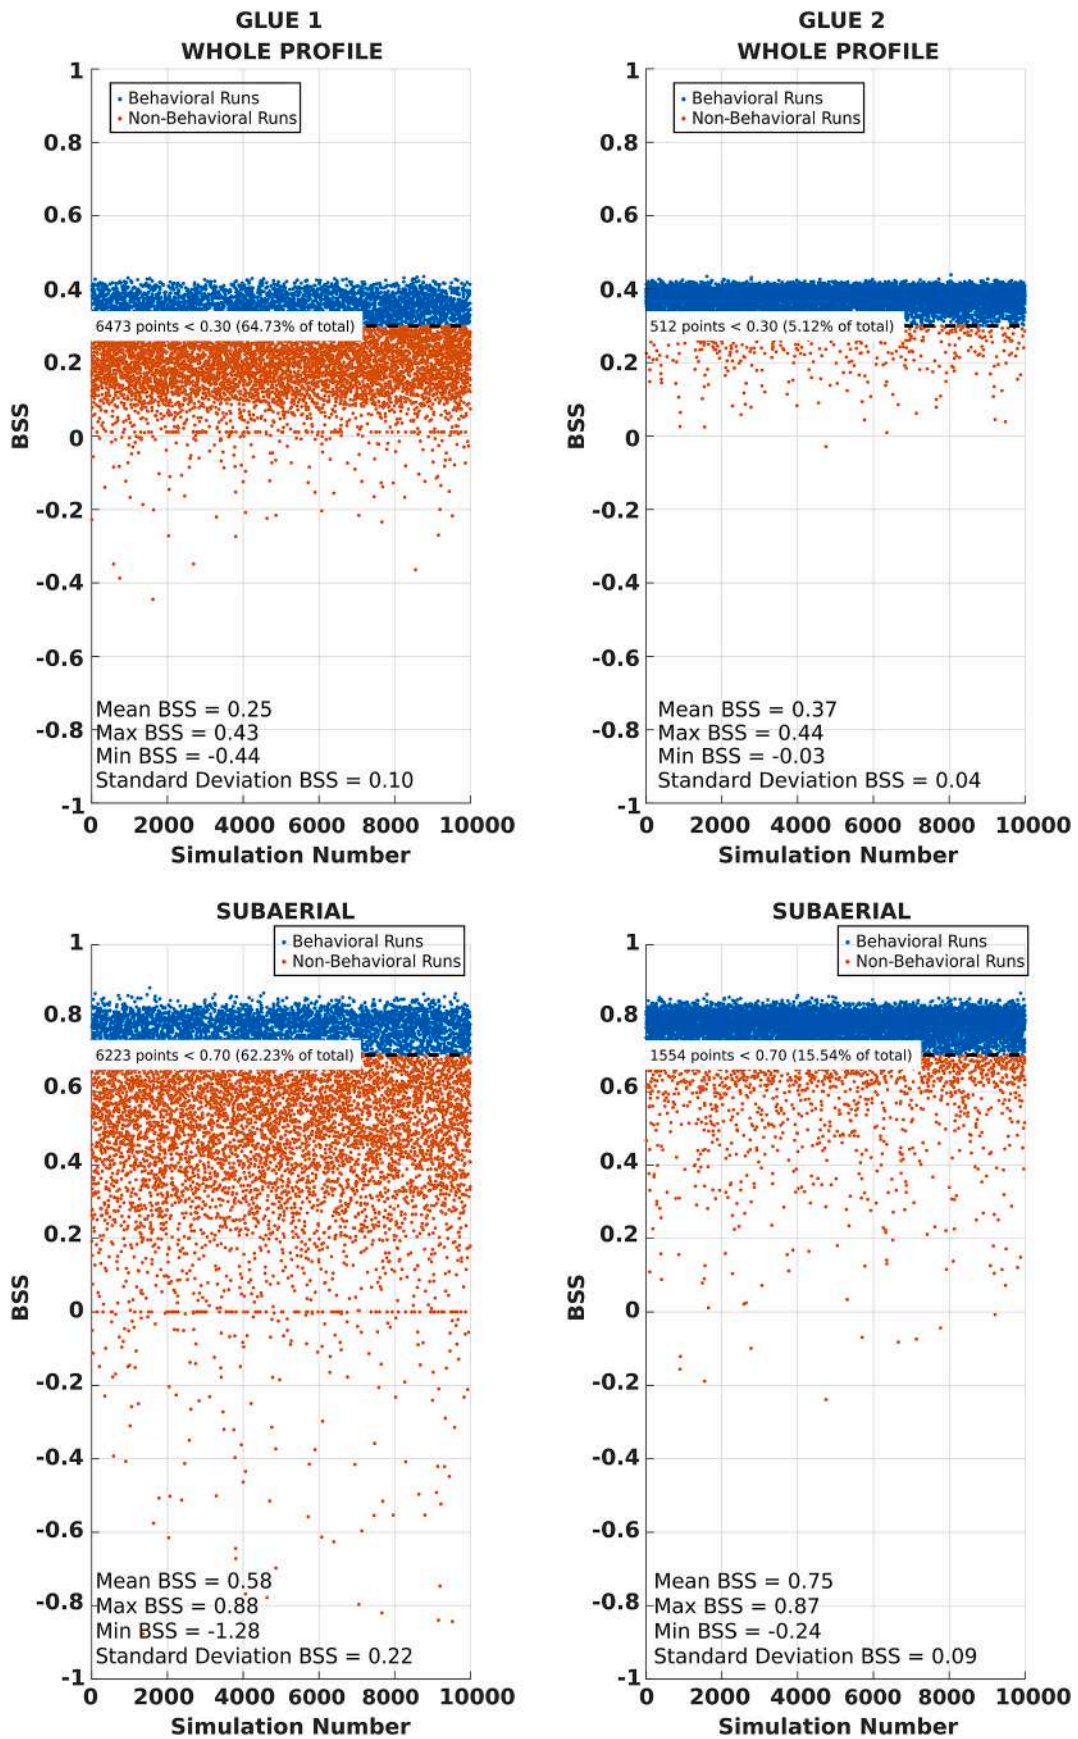 GLUE 1
WHOLE PROFILE
1
0.8
0.6
0.4
0.2
0
-0.2
-0.4
-0.6
-0.8
-1
BSS
Behavioral Runs
Non-Behavioral Runs
6473 points < 0.30 (64.73% of total)
Mean BSS = 0.25
Max BSS = 0.43
Min BSS = -0.44
Standard Deviation BSS = 0.10
0 2000 4000 6000 8000 10000
Simulation Number
GLUE 2
WHOLE PROFILE
1
0.8
0.6
0.4
0.2
0
-0.2
-0.4
-0.6
-0.8
-1
BSS
Behavioral Runs
Non-Behavioral Runs
512 points < 0.30 (5.12% of total)
Mean BSS = 0.37
Max BSS = 0.44
Min BSS = -0.03
Standard Deviation BSS = 0.04
0 2000 4000 6000 8000 10000
Simulation Number
SUBAERIAL
1
0.8
0.6
0.4
0.2
0
-0.2
-0.4
-0.6
-0.8
-1
BSS
Behavioral Runs
Non-Behavioral Runs
6223 points < 0.70 (62.23% of total)
Mean BSS = 0.58
Max BSS = 0.88
Min BSS = -1.28
Standard Deviation BSS = 0.22
0 2000 4000 6000 8000 10000
Simulation Number
SUBAERIAL
1
0.8
0.6
0.4
0.2
0
-0.2
-0.4
-0.6
-0.8
-1
BSS
Behavioral Runs
Non-Behavioral Runs
1554 points < 0.70 (15.54% of total)
Mean BSS = 0.75
Max BSS = 0.87
Min BSS = -0.24
Standard Deviation BSS = 0.09
0 2000 4000 6000 8000 10000
Simulation Number